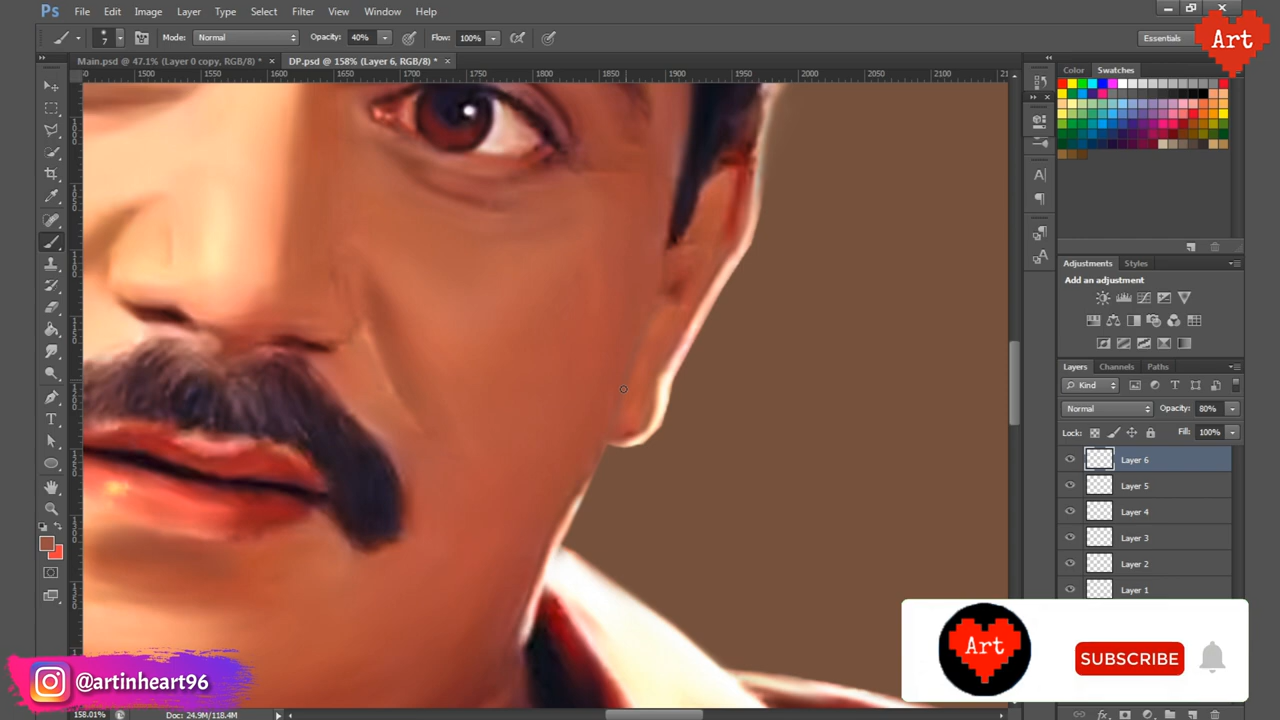 Ps File Edit Image Layer Type Select Filter View Window Help
Art
7 Mode: Normal Opacity: 40% Flow: 100% Essentials
Main.psd @ 47.1% (Layer 0 copy, RGB/8) * × DP.psd @ 158% (Layer 6, RGB/8) * ×
0 1500 1600 1650 1700 1750 1800 1850 1900 1950 2000 2050 2100
Color Swatches
Adjustments Styles
Add an adjustment
Layers Channels Paths
Kind
Normal Opacity: 80%
Lock: Fill: 100%
Layer 6
Layer 5
Layer 4
Layer 3
Layer 2
Layer 1
Art
SUBSCRIBE
@artinheart96
158.01% Doc: 24.9M/118.4M